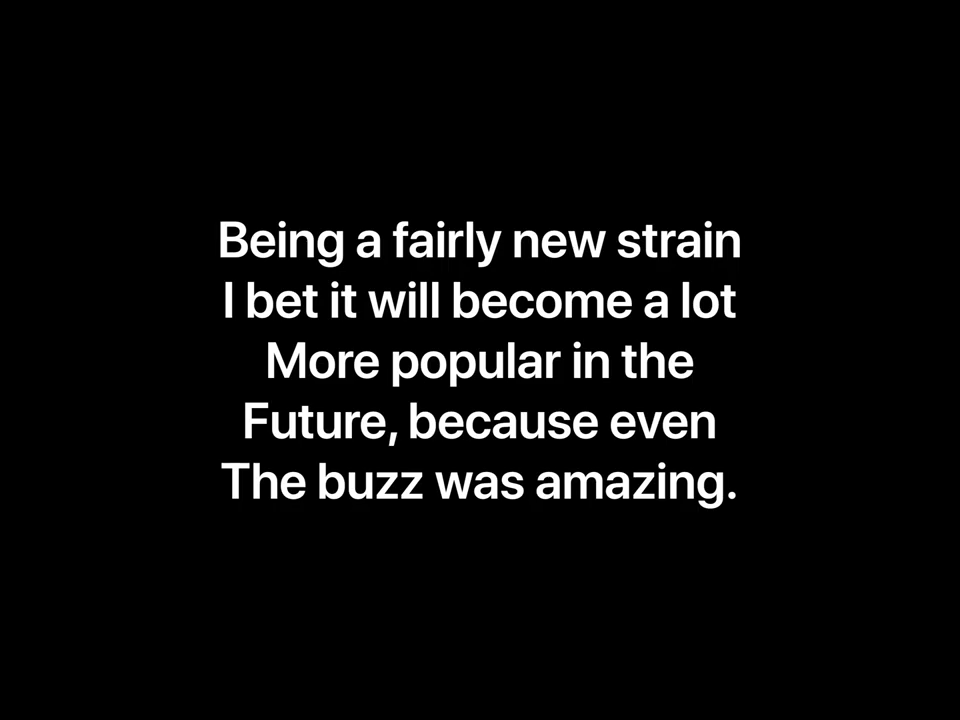 Being a fairly new strain
I bet it will become a lot
More popular in the
Future, because even
The buzz was amazing.